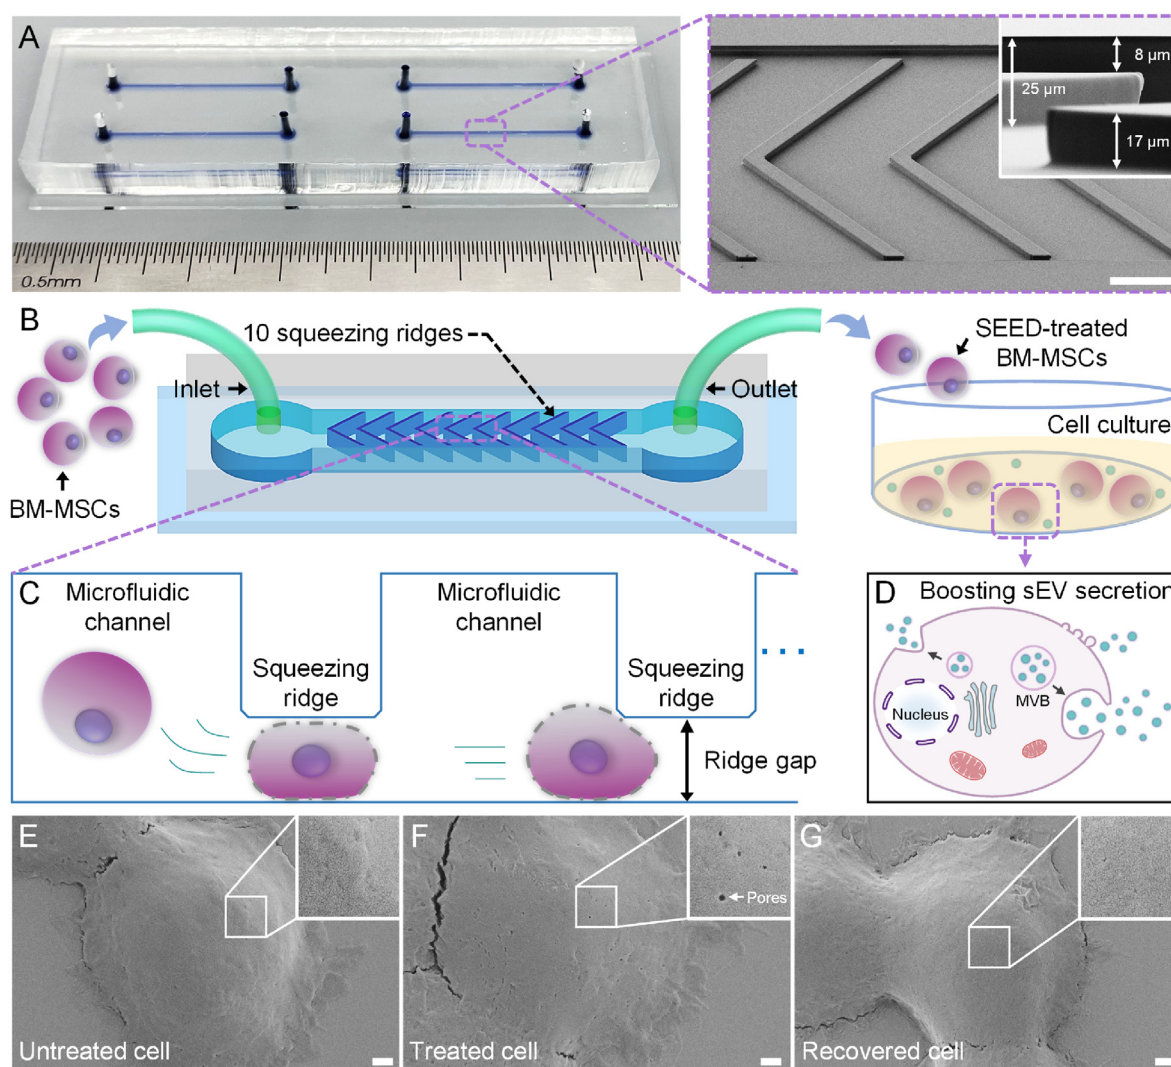 A
8 μm
25 μm
17 μm
0.5mm
B
10 squeezing ridges
SEED-treated
BM-MSCs
Inlet
Outlet
Cell culture
BM-MSCs
C
Microfluidic
channel
Microfluidic
channel
Squeezing
ridge
Squeezing
ridge
...
Ridge gap
D
Boosting sEV secretion
MVB
Nucleus
E
F
G
Pores
Untreated cell
Treated cell
Recovered cell